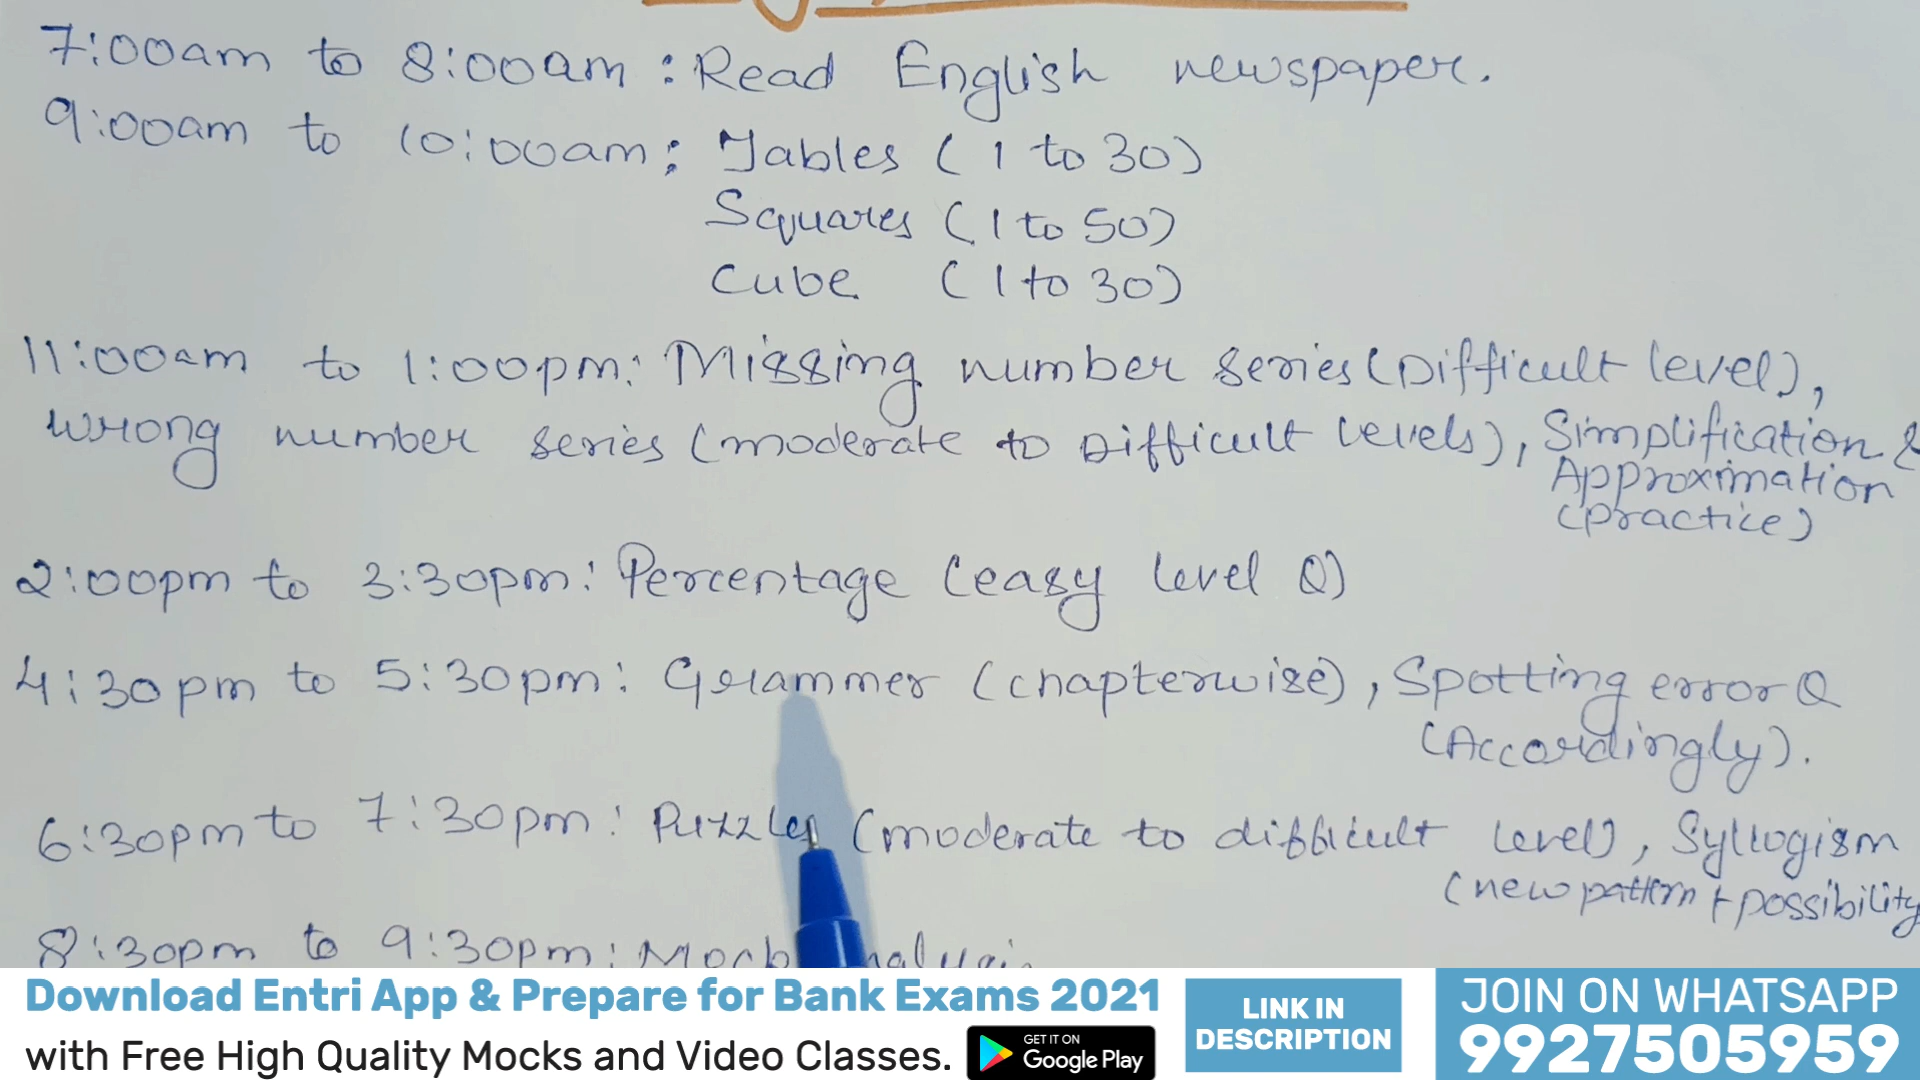 7:00am to 8:00am : Read English newspaper.
9:00am to 10:00am : Tables (1 to 30)
Squares (1 to 50)
Cube (1 to 30)
11:00am to 1:00pm : Missing number series (Difficult level),
wrong number series (moderate to Difficult levels), Simplification &
Approximation
(practice)
2:00pm to 3:30pm : Percentage (easy level Q)
4:30pm to 5:30pm : Grammer (chapterwise), Spotting error Q
(Accordingly).
6:30pm to 7:30pm : Puzzles (moderate to difficult level), Syllogism
(new pattern + possibility
8:30pm to 9:30pm : Mock
Download Entri App & Prepare for Bank Exams 2021
with Free High Quality Mocks and Video Classes.
GET IT ON
Google Play
LINK IN
DESCRIPTION
JOIN ON WHATSAPP
9927505959